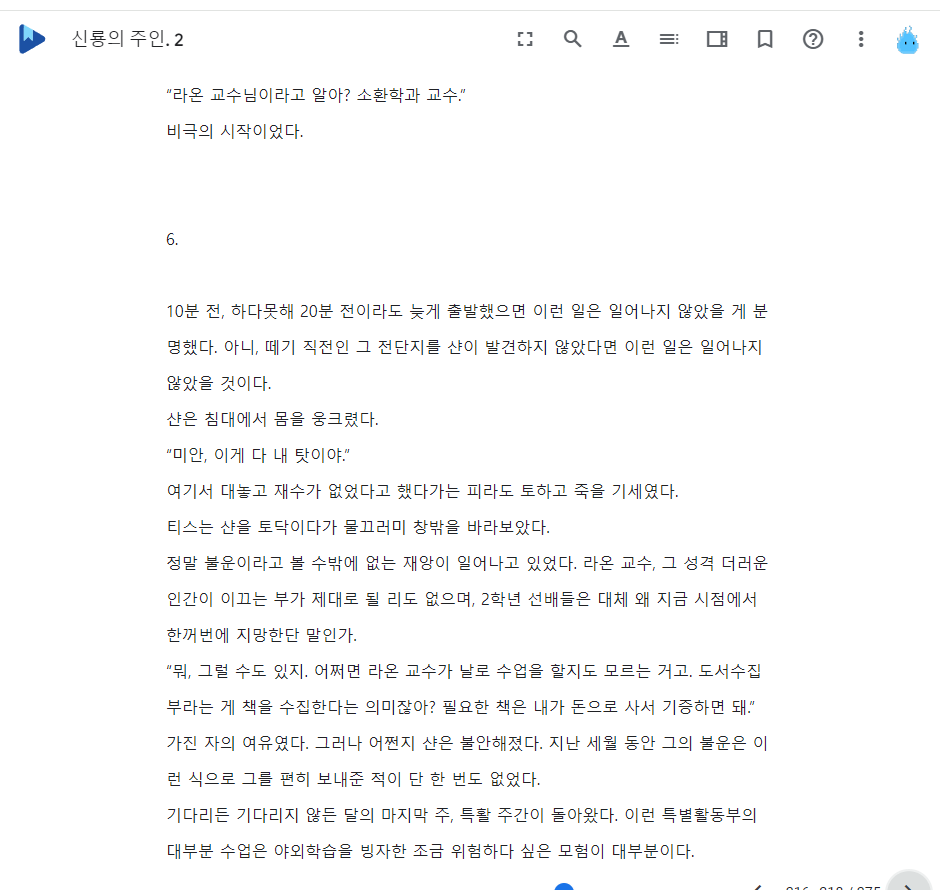 신룡의 주인. 2
“라온 교수님이라고 알아? 소환학과 교수.”
비극의 시작이었다.
6.
10분 전, 하다못해 20분 전이라도 늦게 출발했으면 이런 일은 일어나지 않았을 게 분
명했다. 아니, 떼기 직전인 그 전단지를 샨이 발견하지 않았다면 이런 일은 일어나지
않았을 것이다.
샨은 침대에서 몸을 웅크렸다.
“미안, 이게 다 내 탓이야.”
여기서 대놓고 재수가 없었다고 했다가는 피라도 토하고 죽을 기세였다.
티스는 샨을 토닥이다가 물끄러미 창밖을 바라보았다.
정말 불운이라고 볼 수밖에 없는 재앙이 일어나고 있었다. 라온 교수, 그 성격 더러운
인간이 이끄는 부가 제대로 될 리도 없으며, 2학년 선배들은 대체 왜 지금 시점에서
한꺼번에 지망한단 말인가.
“뭐, 그럴 수도 있지. 어쩌면 라온 교수가 날로 수업을 할지도 모르는 거고. 도서수집
부라는 게 책을 수집한다는 의미잖아? 필요한 책은 내가 돈으로 사서 기증하면 돼.”
가진 자의 여유였다. 그러나 어쩐지 샨은 불안해졌다. 지난 세월 동안 그의 불운은 이
런 식으로 그를 편히 보내준 적이 단 한 번도 없었다.
기다리든 기다리지 않든 달의 마지막 주, 특활 주간이 돌아왔다. 이런 특별활동부의
대부분 수업은 야외학습을 빙자한 조금 위험하다 싶은 모험이 대부분이다.